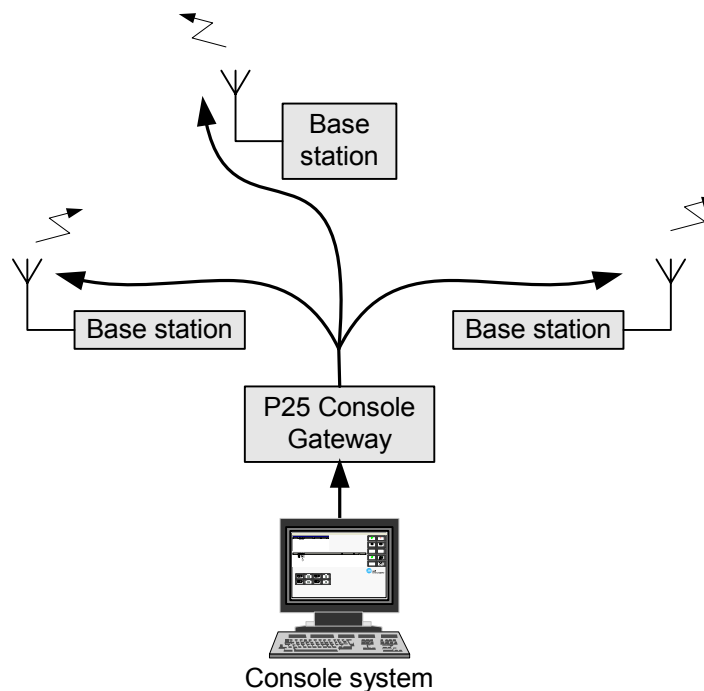 Base
station
Base station
Base station
P25 Console
Gateway
Console system